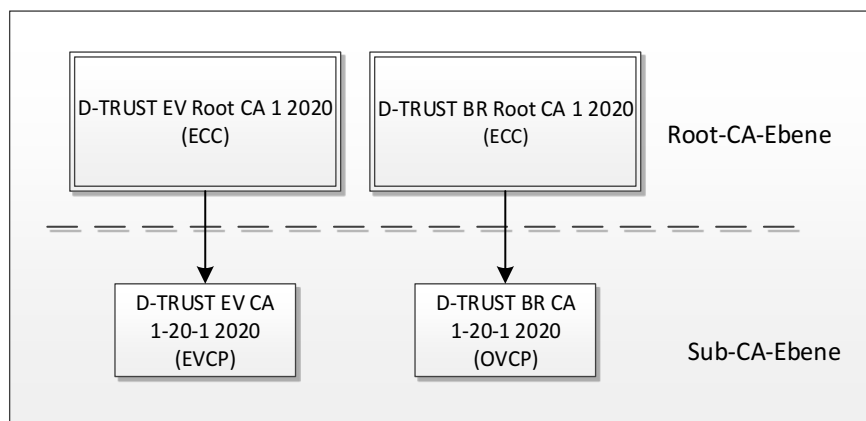 D-TRUST EV Root CA 1 2020
(ECC)
D-TRUST BR Root CA 1 2020
(ECC)
Root-CA-Ebene
D-TRUST EV CA
1-20-1 2020
(EVCP)
D-TRUST BR CA
1-20-1 2020
(OVCP)
Sub-CA-Ebene